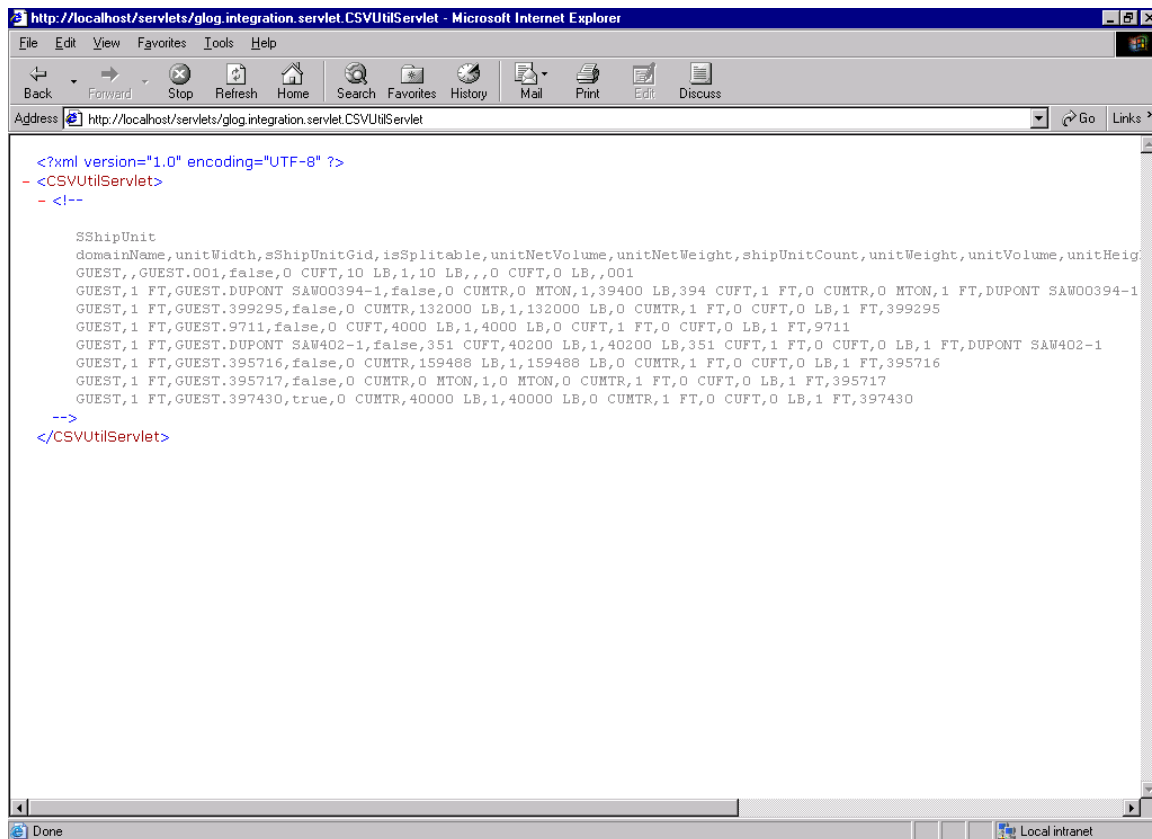 http://localhost/servlets/glog.integration.servlet.CSVUtilServlet - Microsoft Internet Explorer
File Edit View Favorites Tools Help
Back Forward Stop Refresh Home Search Favorites History Mail Print Edit Discuss
Address http://localhost/servlets/glog.integration.servlet.CSVUtilServlet Go Links
<?xml version="1.0" encoding="UTF-8" ?>
- <CSVUtilServlet>
- <!--
SShipUnit
domainName,unitWidth,sShipUnitGid,isSplitable,unitNetVolume,unitNetWeight,shipUnitCount,unitWeight,unitVolume,unitHeig
GUEST,,GUEST.001,false,0 CUFT,10 LB,1,10 LB,,,0 CUFT,0 LB,,001
GUEST,1 FT,GUEST.DUPONT SAW00394-1,false,0 CUMTR,0 MTON,1,39400 LB,394 CUFT,1 FT,0 CUMTR,0 MTON,1 FT,DUPONT SAW00394-1
GUEST,1 FT,GUEST.399295,false,0 CUMTR,132000 LB,1,132000 LB,0 CUMTR,1 FT,0 CUFT,0 LB,1 FT,399295
GUEST,1 FT,GUEST.9711,false,0 CUFT,4000 LB,1,4000 LB,0 CUFT,1 FT,0 CUFT,0 LB,1 FT,9711
GUEST,1 FT,GUEST.DUPONT SAW402-1,false,351 CUFT,40200 LB,1,40200 LB,351 CUFT,1 FT,0 CUFT,0 LB,1 FT,DUPONT SAW402-1
GUEST,1 FT,GUEST.395716,false,0 CUMTR,159488 LB,1,159488 LB,0 CUMTR,1 FT,0 CUFT,0 LB,1 FT,395716
GUEST,1 FT,GUEST.395717,false,0 CUMTR,0 MTON,1,0 MTON,0 CUMTR,1 FT,0 CUFT,0 LB,1 FT,395717
GUEST,1 FT,GUEST.397430,true,0 CUMTR,40000 LB,1,40000 LB,0 CUMTR,1 FT,0 CUFT,0 LB,1 FT,397430
-->
</CSVUtilServlet>
Done Local intranet